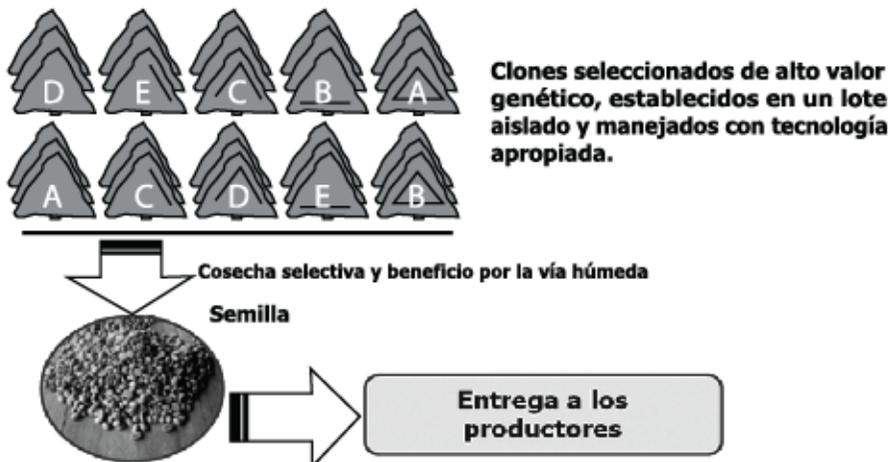 D E C B A
Clones seleccionados de alto valor
genético, establecidos en un lote
aislado y manejados con tecnología
apropiada.
A C D E B
Cosecha selectiva y beneficio por la vía húmeda
Semilla
Entrega a los
productores